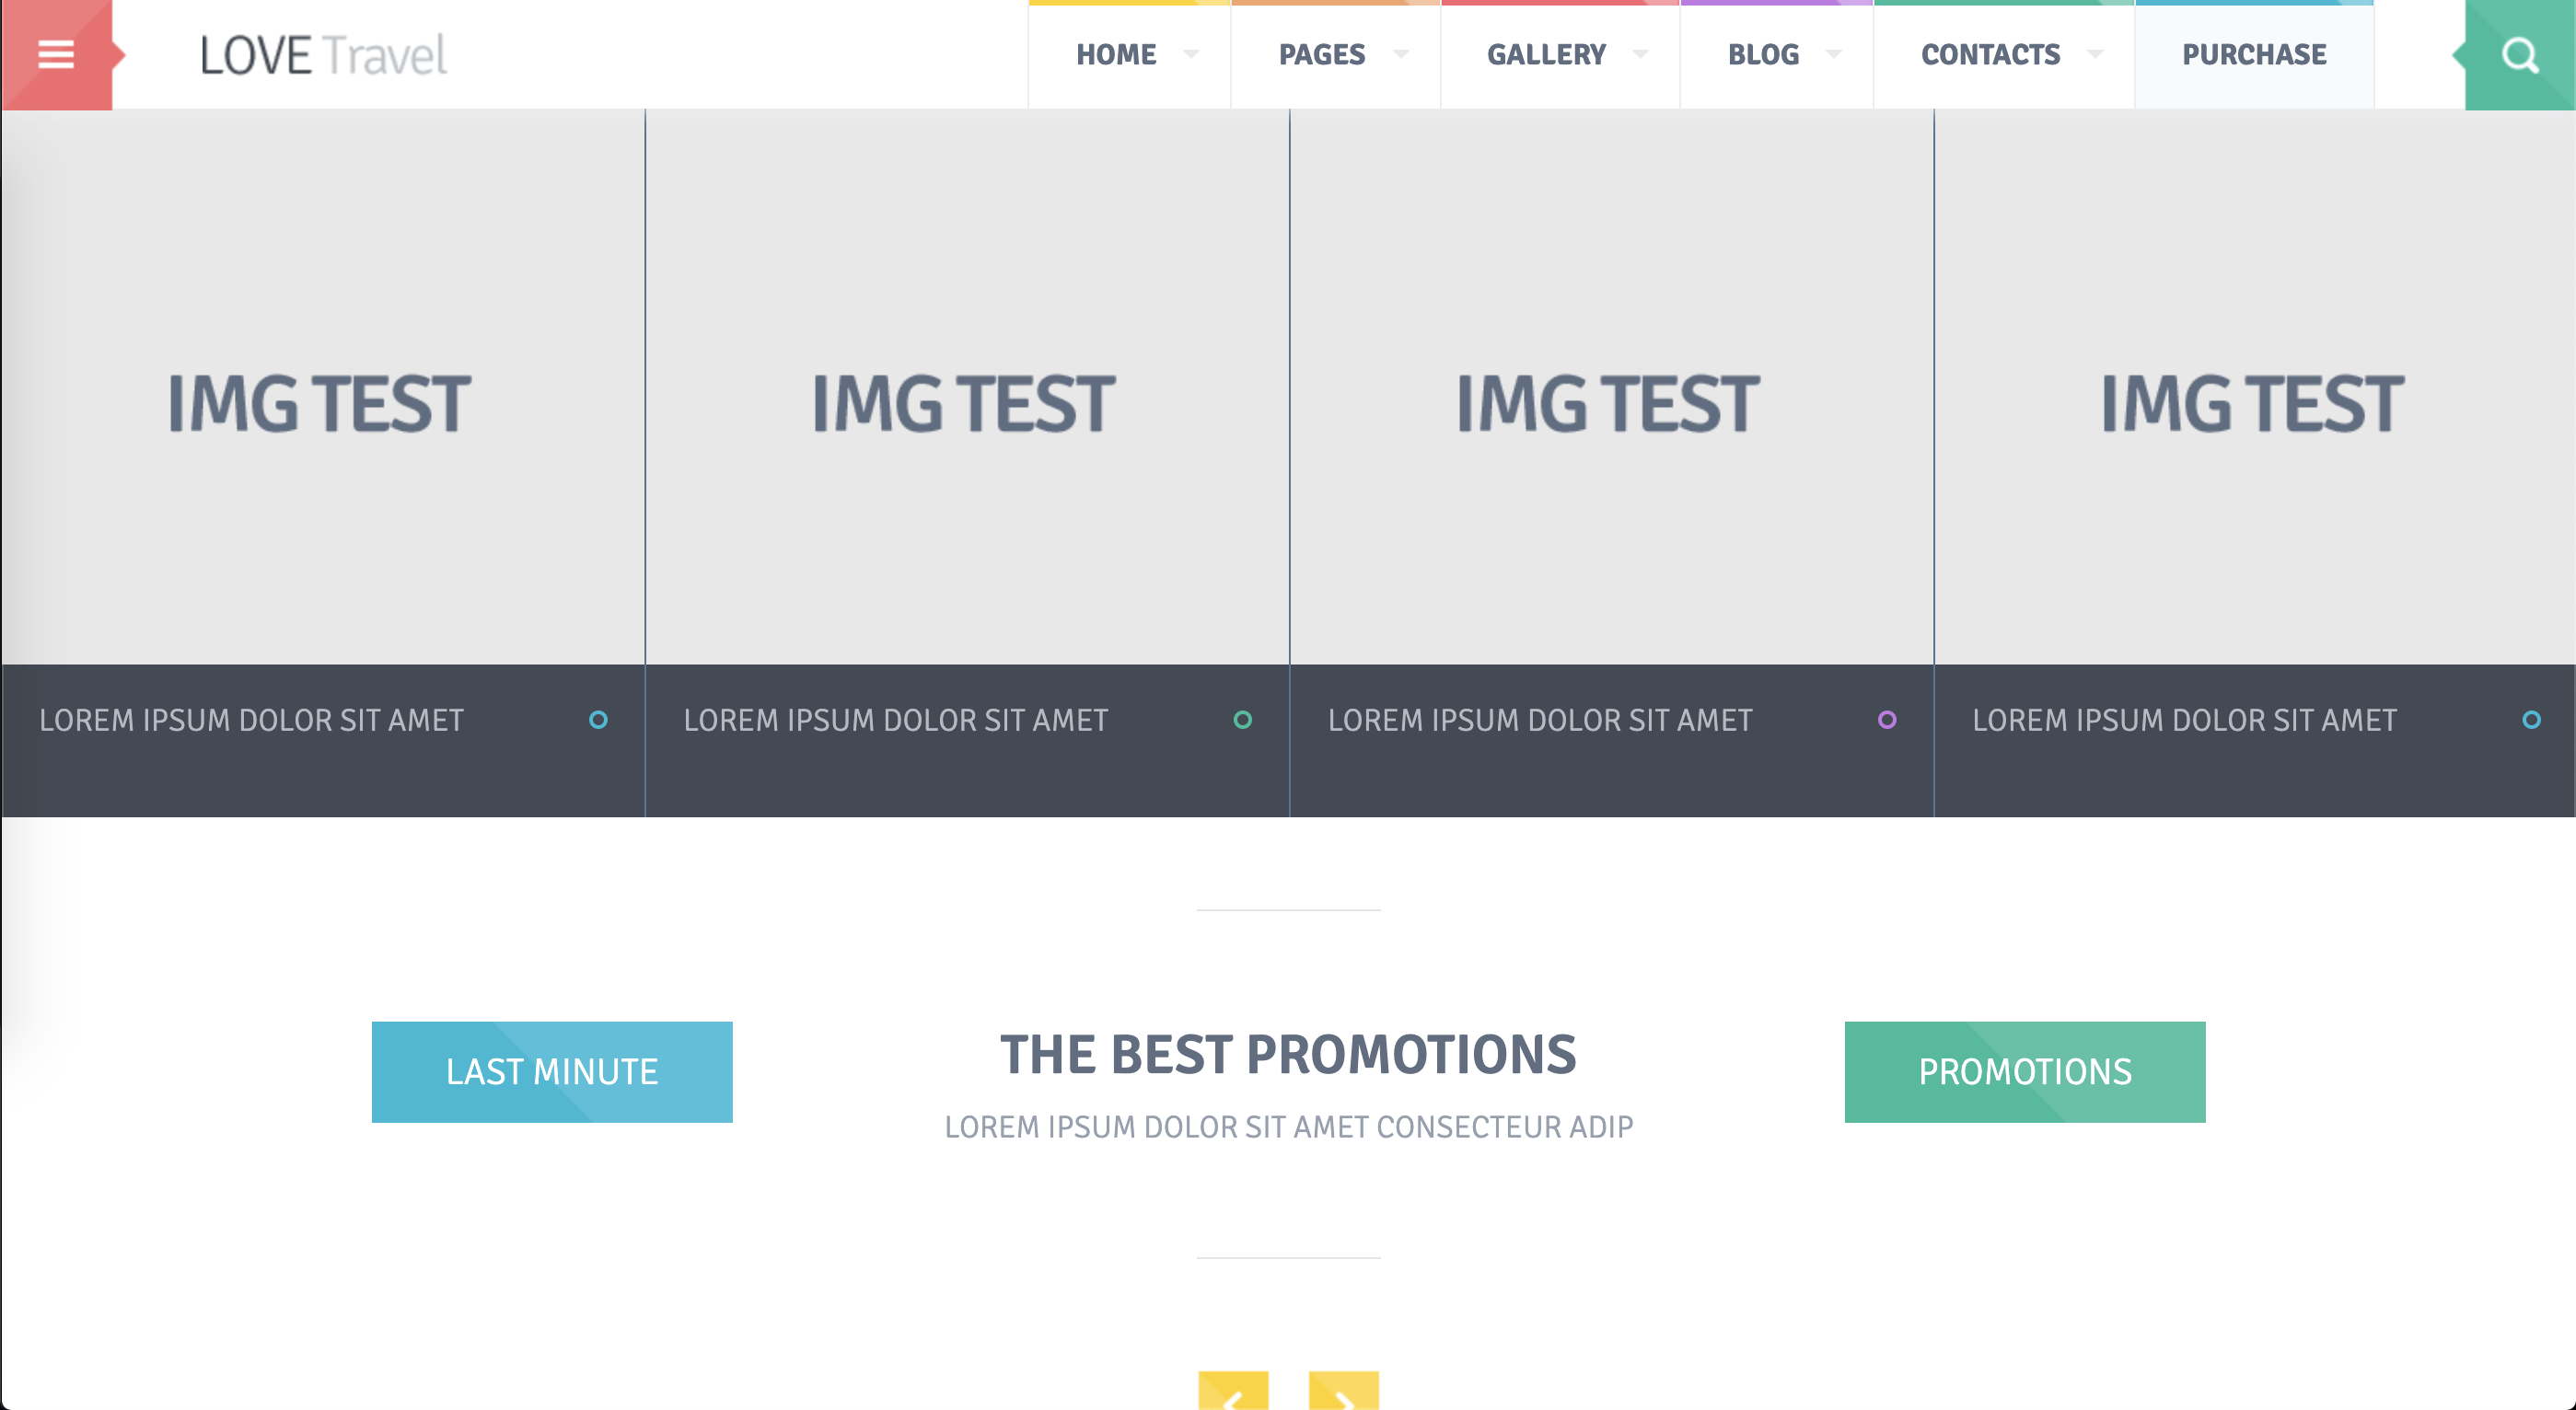 LOVE Travel
HOME
PAGES
GALLERY
BLOG
CONTACTS
PURCHASE
IMG TEST
IMG TEST
IMG TEST
IMG TEST
LOREM IPSUM DOLOR SIT AMET
LOREM IPSUM DOLOR SIT AMET
LOREM IPSUM DOLOR SIT AMET
LOREM IPSUM DOLOR SIT AMET
LAST MINUTE
THE BEST PROMOTIONS
LOREM IPSUM DOLOR SIT AMET CONSECTEUR ADIP
PROMOTIONS